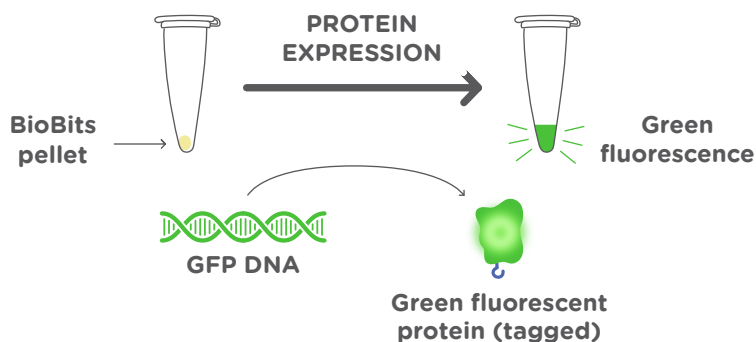 PROTEIN
EXPRESSION
BioBits
pellet
Green
fluorescence
GFP DNA
Green fluorescent
protein (tagged)